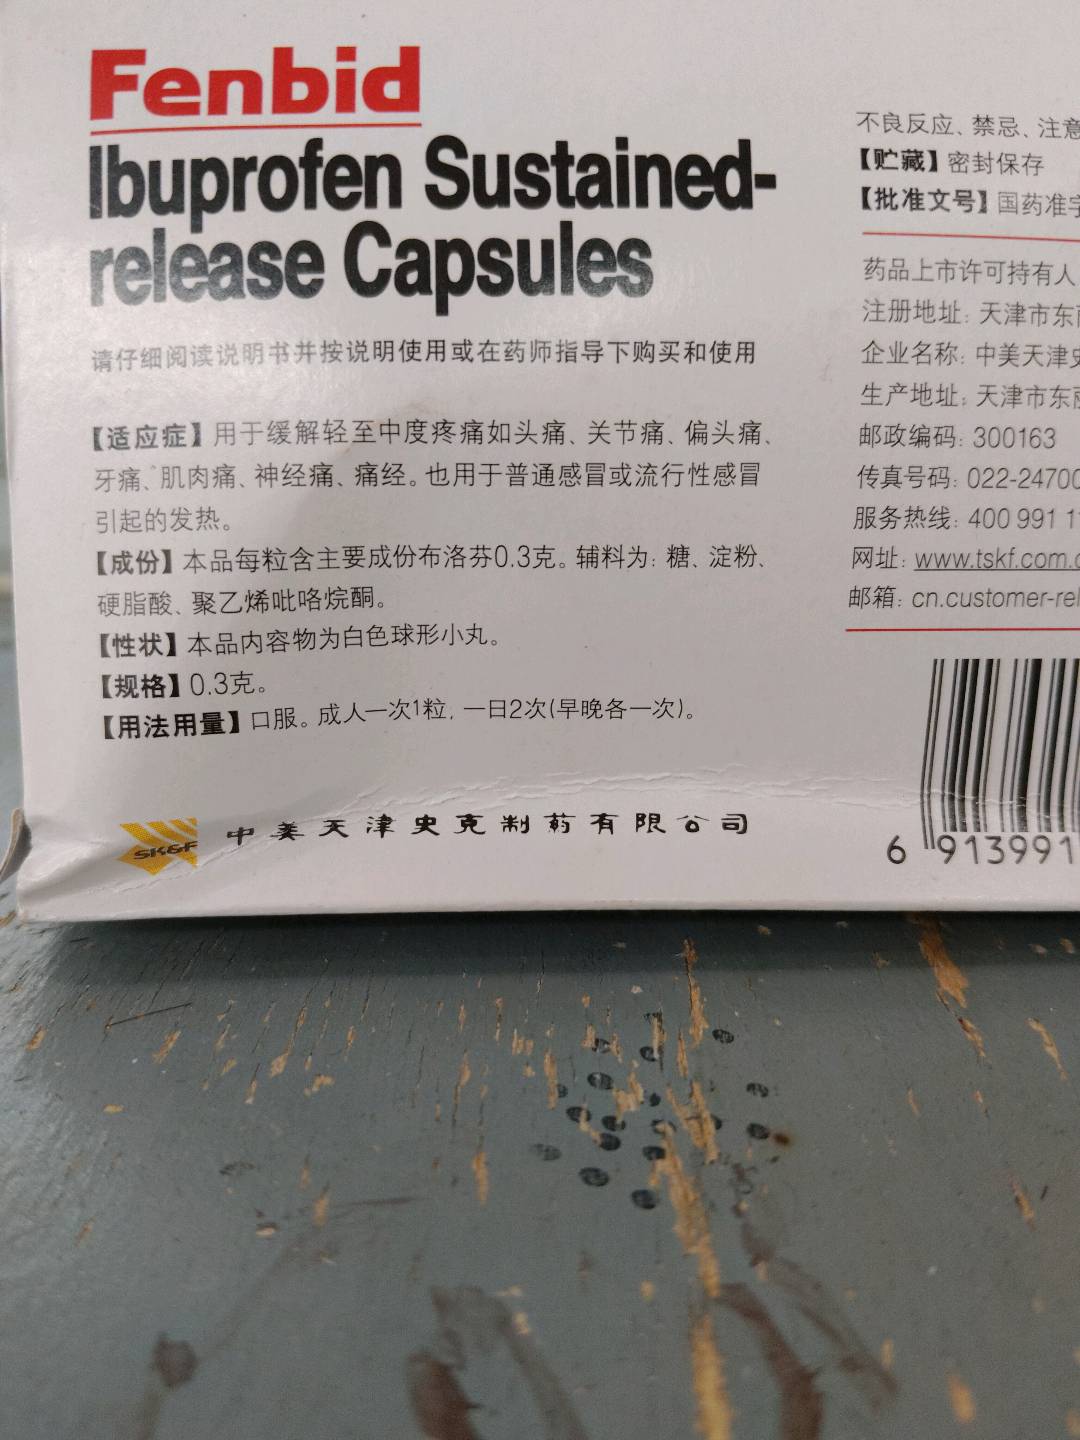 Fenbid
Ibuprofen Sustained-
release Capsules
请仔细阅读说明书并按说明使用或在药师指导下购买和使用
【适应症】用于缓解轻至中度疼痛如头痛、关节痛、偏头痛、
牙痛、肌肉痛、神经痛、痛经。也用于普通感冒或流行性感冒
引起的发热。
【成份】本品每粒含主要成份布洛芬0.3克。辅料为：糖、淀粉、
硬脂酸、聚乙烯吡咯烷酮。
【性状】本品内容物为白色球形小丸。
【规格】0.3克。
【用法用量】口服。成人一次1粒，一日2次(早晚各一次)。
SK&F
中美天津史克制药有限公司
不良反应、禁忌、注意
【贮藏】密封保存
【批准文号】国药准字
药品上市许可持有人
注册地址：天津市东
企业名称：中美天津史
生产地址：天津市东丽
邮政编码：300163
传真号码：022-24700
服务热线：400 991 1
网址：www.tskf.com.c
邮箱：cn.customer-rel
6 913991